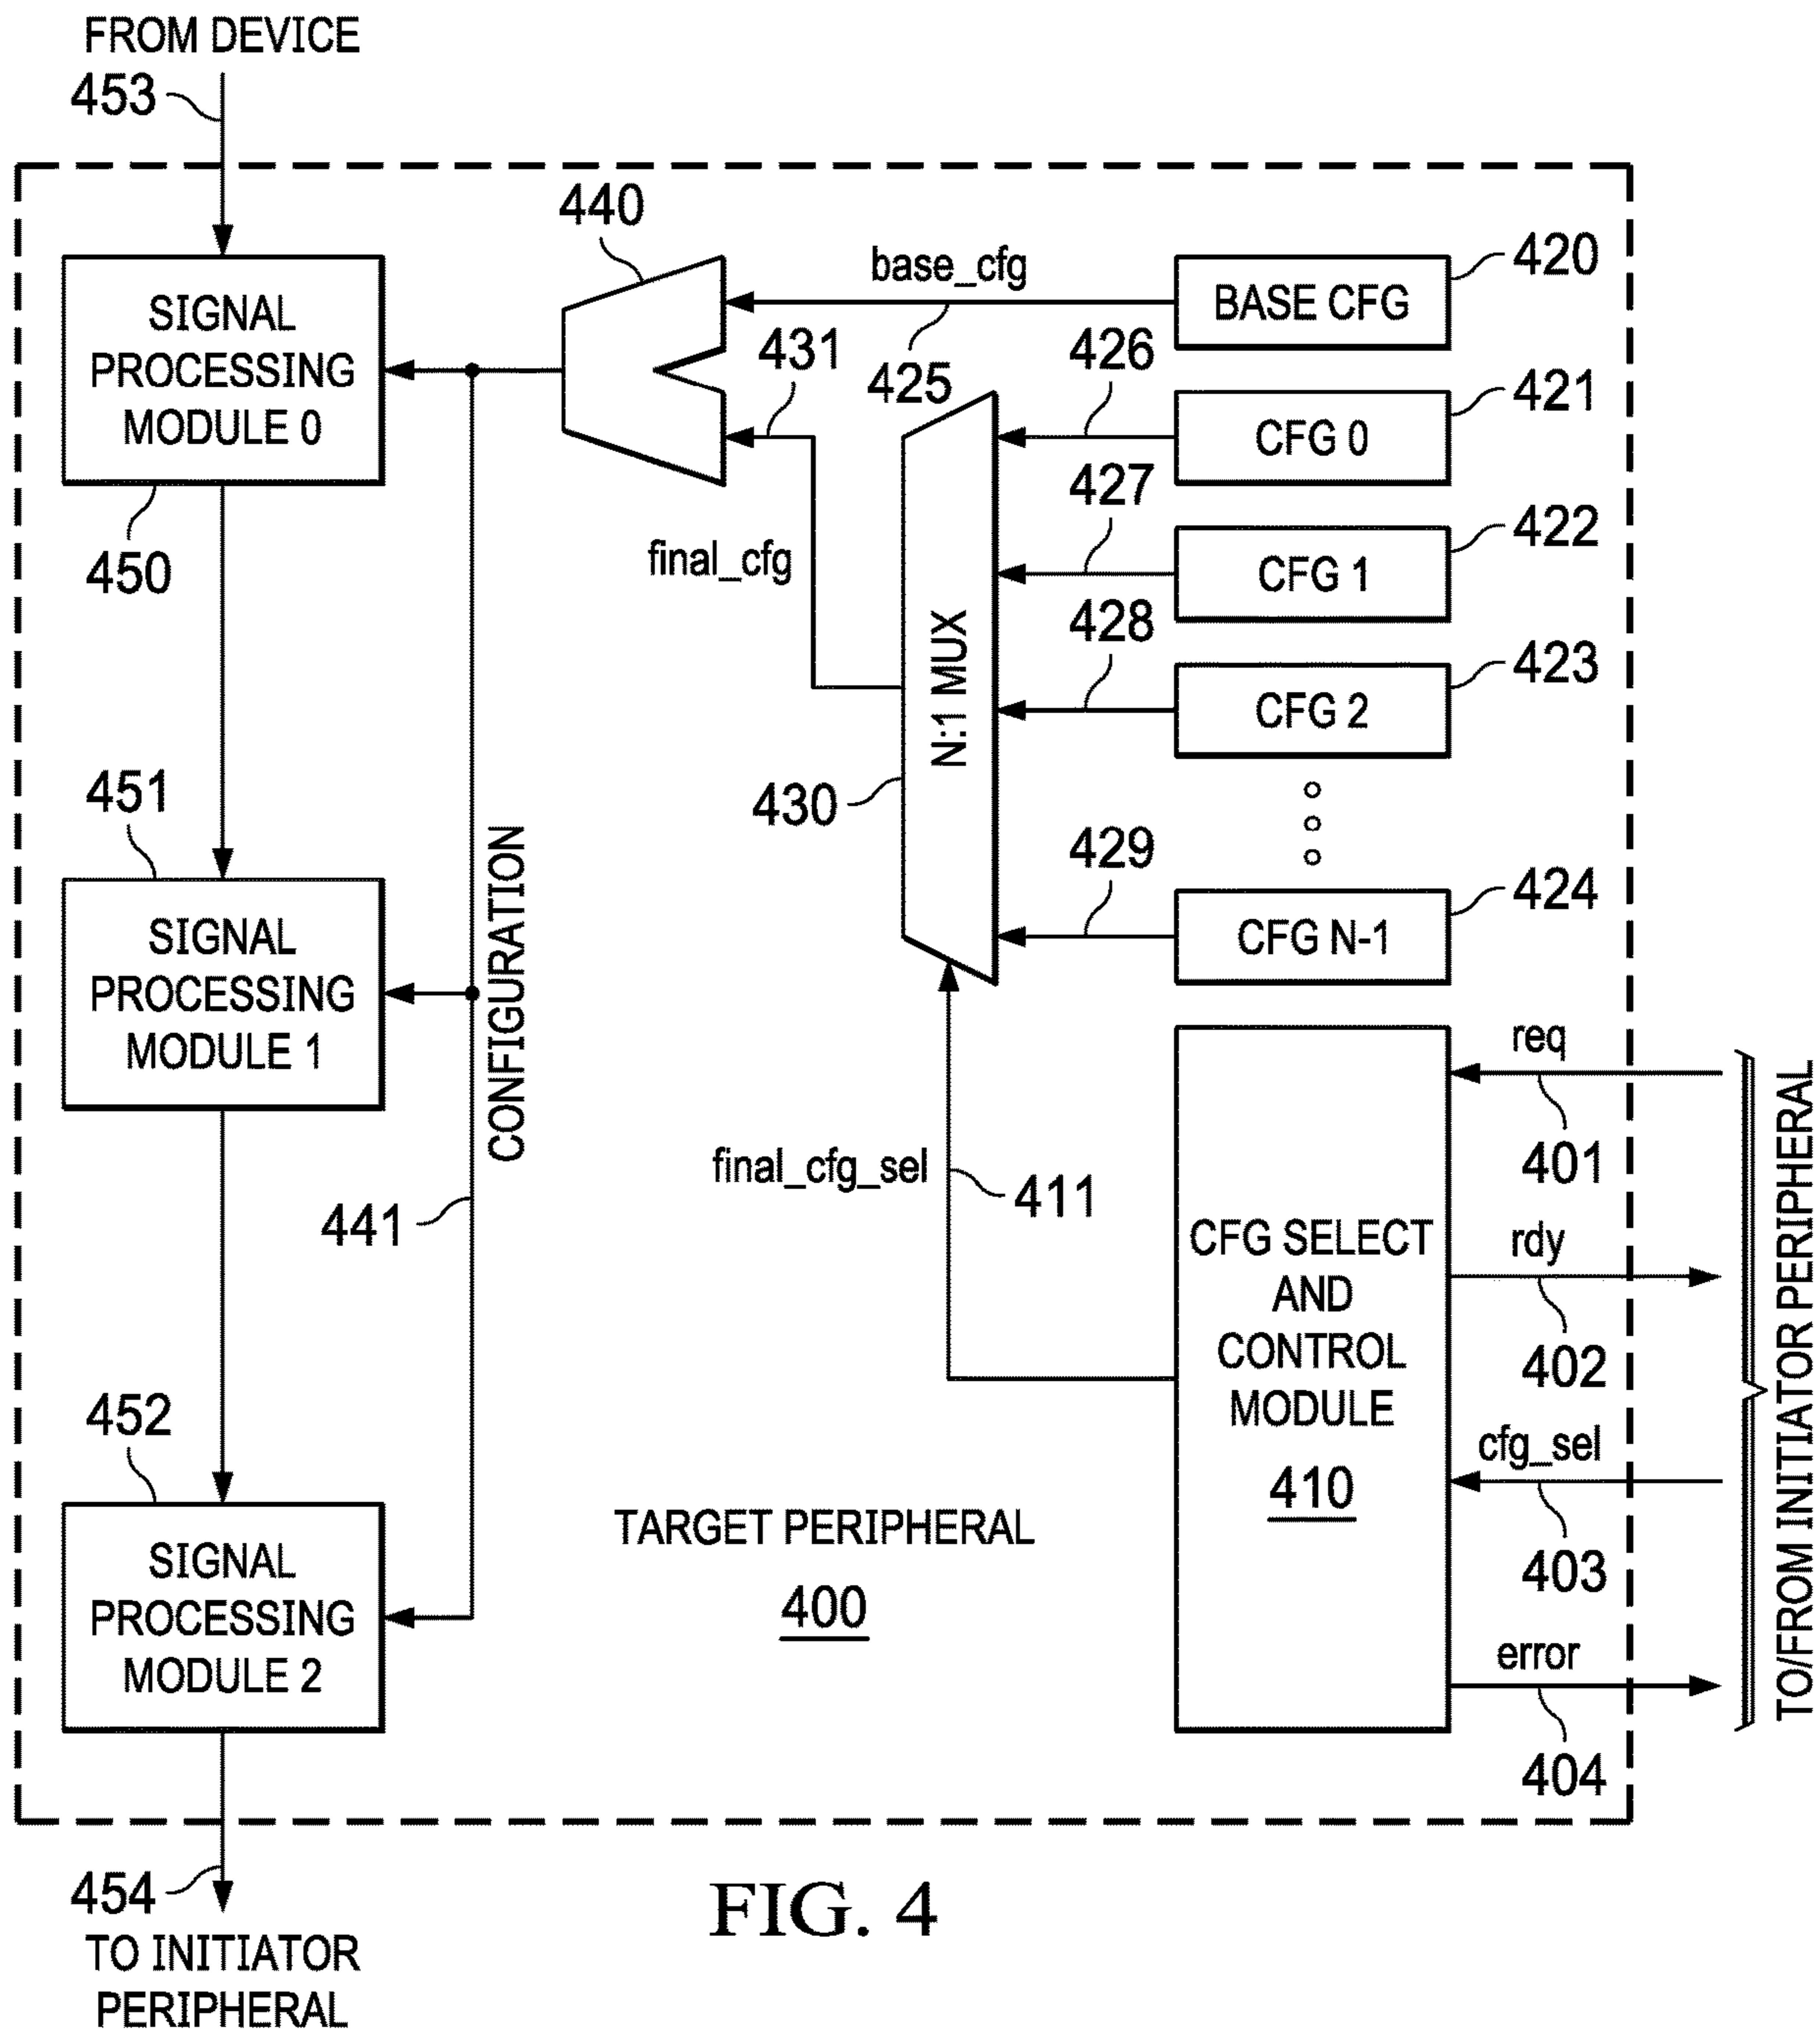 FROM DEVICE
453
440
base_cfg
420
BASE CFG
SIGNAL
PROCESSING
MODULE 0
431
425
426
421
CFG 0
450
final_cfg
427
422
CFG 1
428
423
CFG 2
N:1 MUX
430
451
429
424
CFG N-1
SIGNAL
PROCESSING
MODULE 1
CONFIGURATION
441
final_cfg_sel
411
req
401
rdy
402
CFG SELECT
AND
CONTROL
MODULE
410
cfg_sel
403
error
404
TO/FROM INITIATOR PERIPHERAL
452
SIGNAL
PROCESSING
MODULE 2
TARGET PERIPHERAL
400
454
TO INITIATOR
PERIPHERAL
FIG. 4